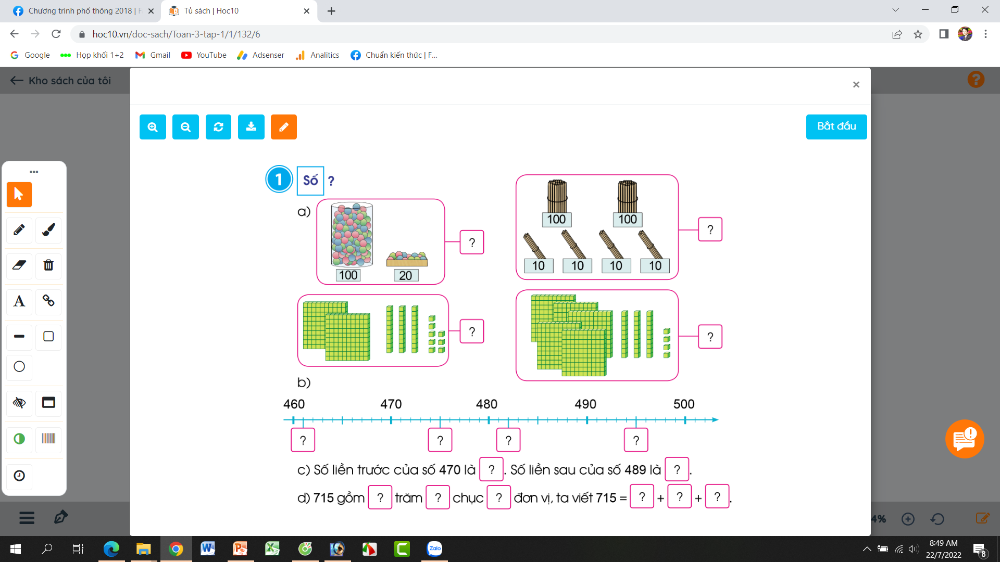 Chương trình phổ thông 2018 | F
Tủ sách | Hoc10
hoc10.vn/doc-sach/Toan-3-tap-1/1/132/6
Google Họp khối 1+2 Gmail YouTube Adsenser Analitics Chuẩn kiến thức | F...
Kho sách của tôi
?
Bắt đầu
1 Số ?
a)
100 20 ?
100 100
10 10 10 10 ?
?
?
b)
460 470 480 490 500
? ? ? ?
c) Số liền trước của số 470 là ? . Số liền sau của số 489 là ? .
d) 715 gồm ? trăm ? chục ? đơn vị, ta viết 715 = ? + ? + ? .
4%
Zalo
8:49 AM
22/7/2022
8